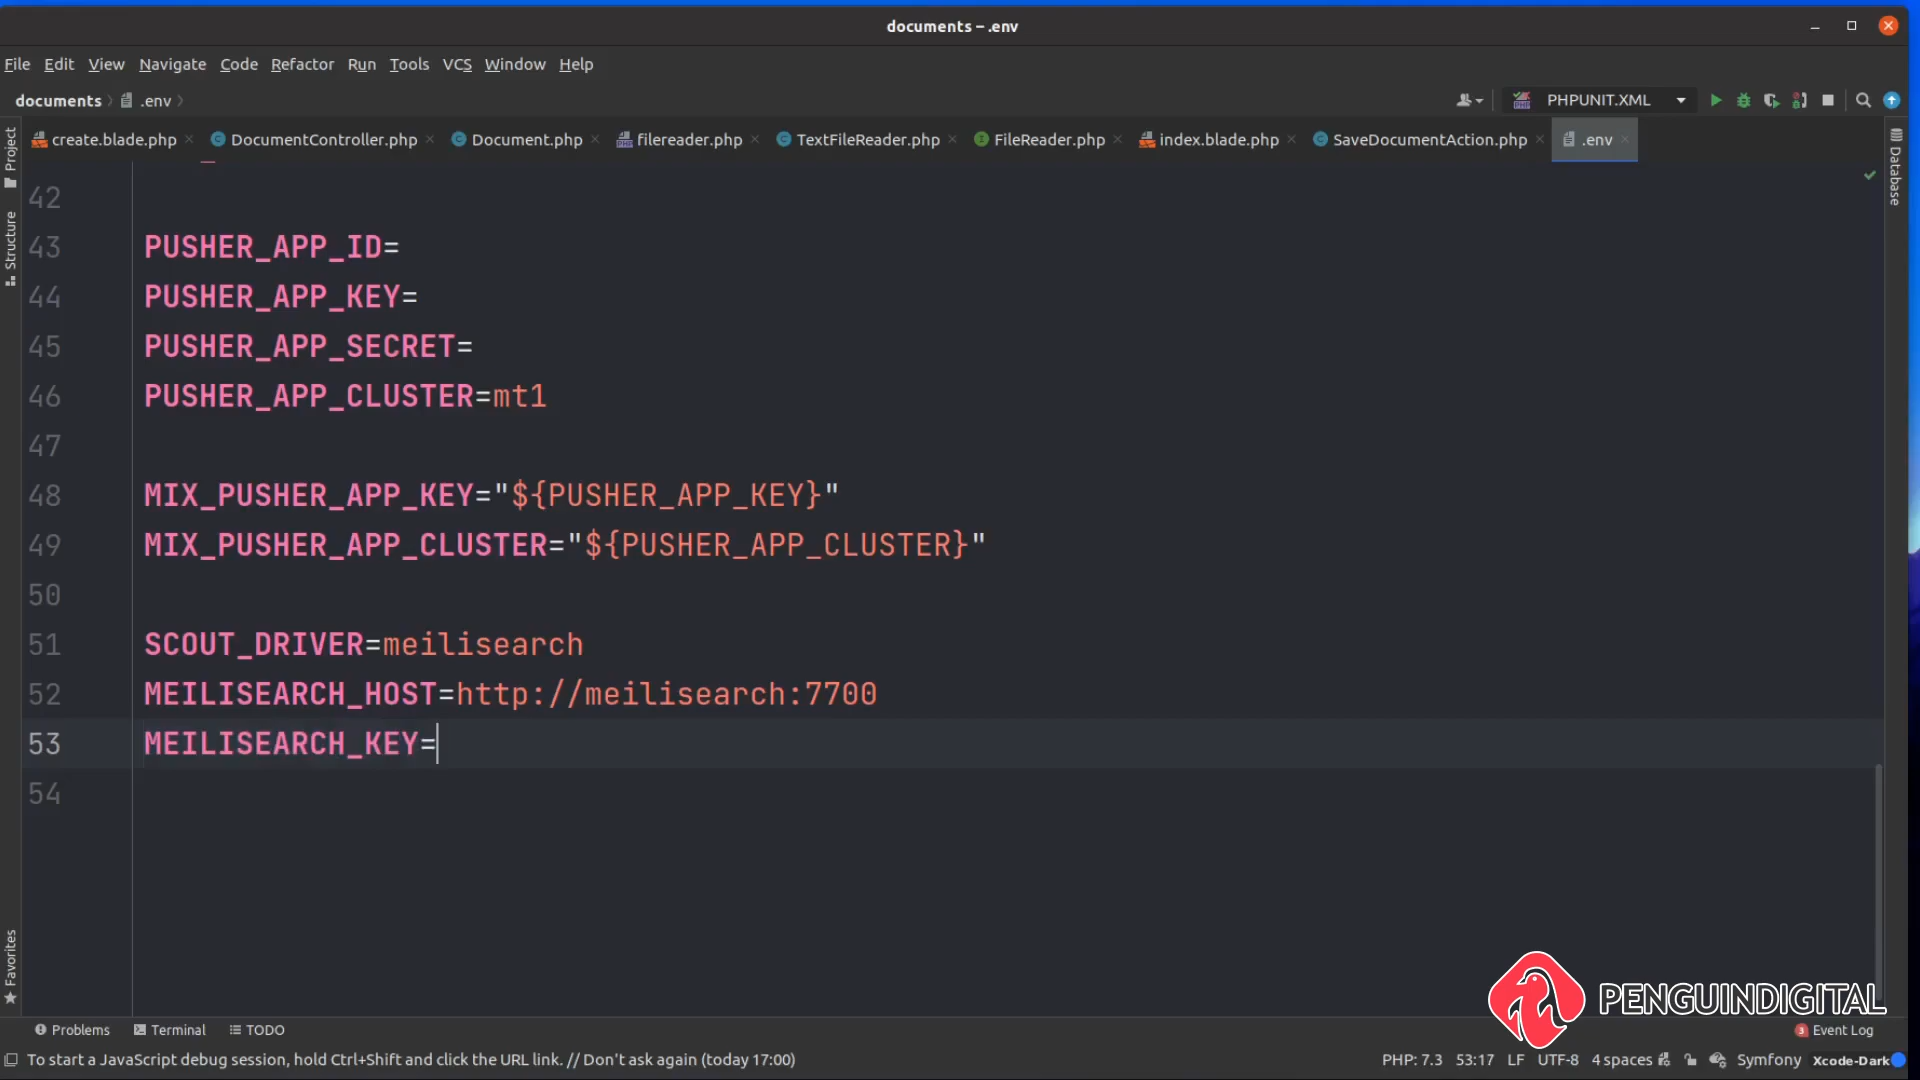 documents – .env
File Edit View Navigate Code Refactor Run Tools VCS Window Help
documents .env
PHPUNIT.XML
create.blade.php DocumentController.php Document.php filereader.php TextFileReader.php FileReader.php index.blade.php SaveDocumentAction.php .env
Project
Structure
Favorites
Database
42
43 PUSHER_APP_ID=
44 PUSHER_APP_KEY=
45 PUSHER_APP_SECRET=
46 PUSHER_APP_CLUSTER=mt1
47
48 MIX_PUSHER_APP_KEY="${PUSHER_APP_KEY}"
49 MIX_PUSHER_APP_CLUSTER="${PUSHER_APP_CLUSTER}"
50
51 SCOUT_DRIVER=meilisearch
52 MEILISEARCH_HOST=http://meilisearch:7700
53 MEILISEARCH_KEY=
54
PENGUINDIGITAL
Problems Terminal TODO
3 Event Log
To start a JavaScript debug session, hold Ctrl+Shift and click the URL link. // Don't ask again (today 17:00)
PHP: 7.3 53:17 LF UTF-8 4 spaces Symfony Xcode-Dark